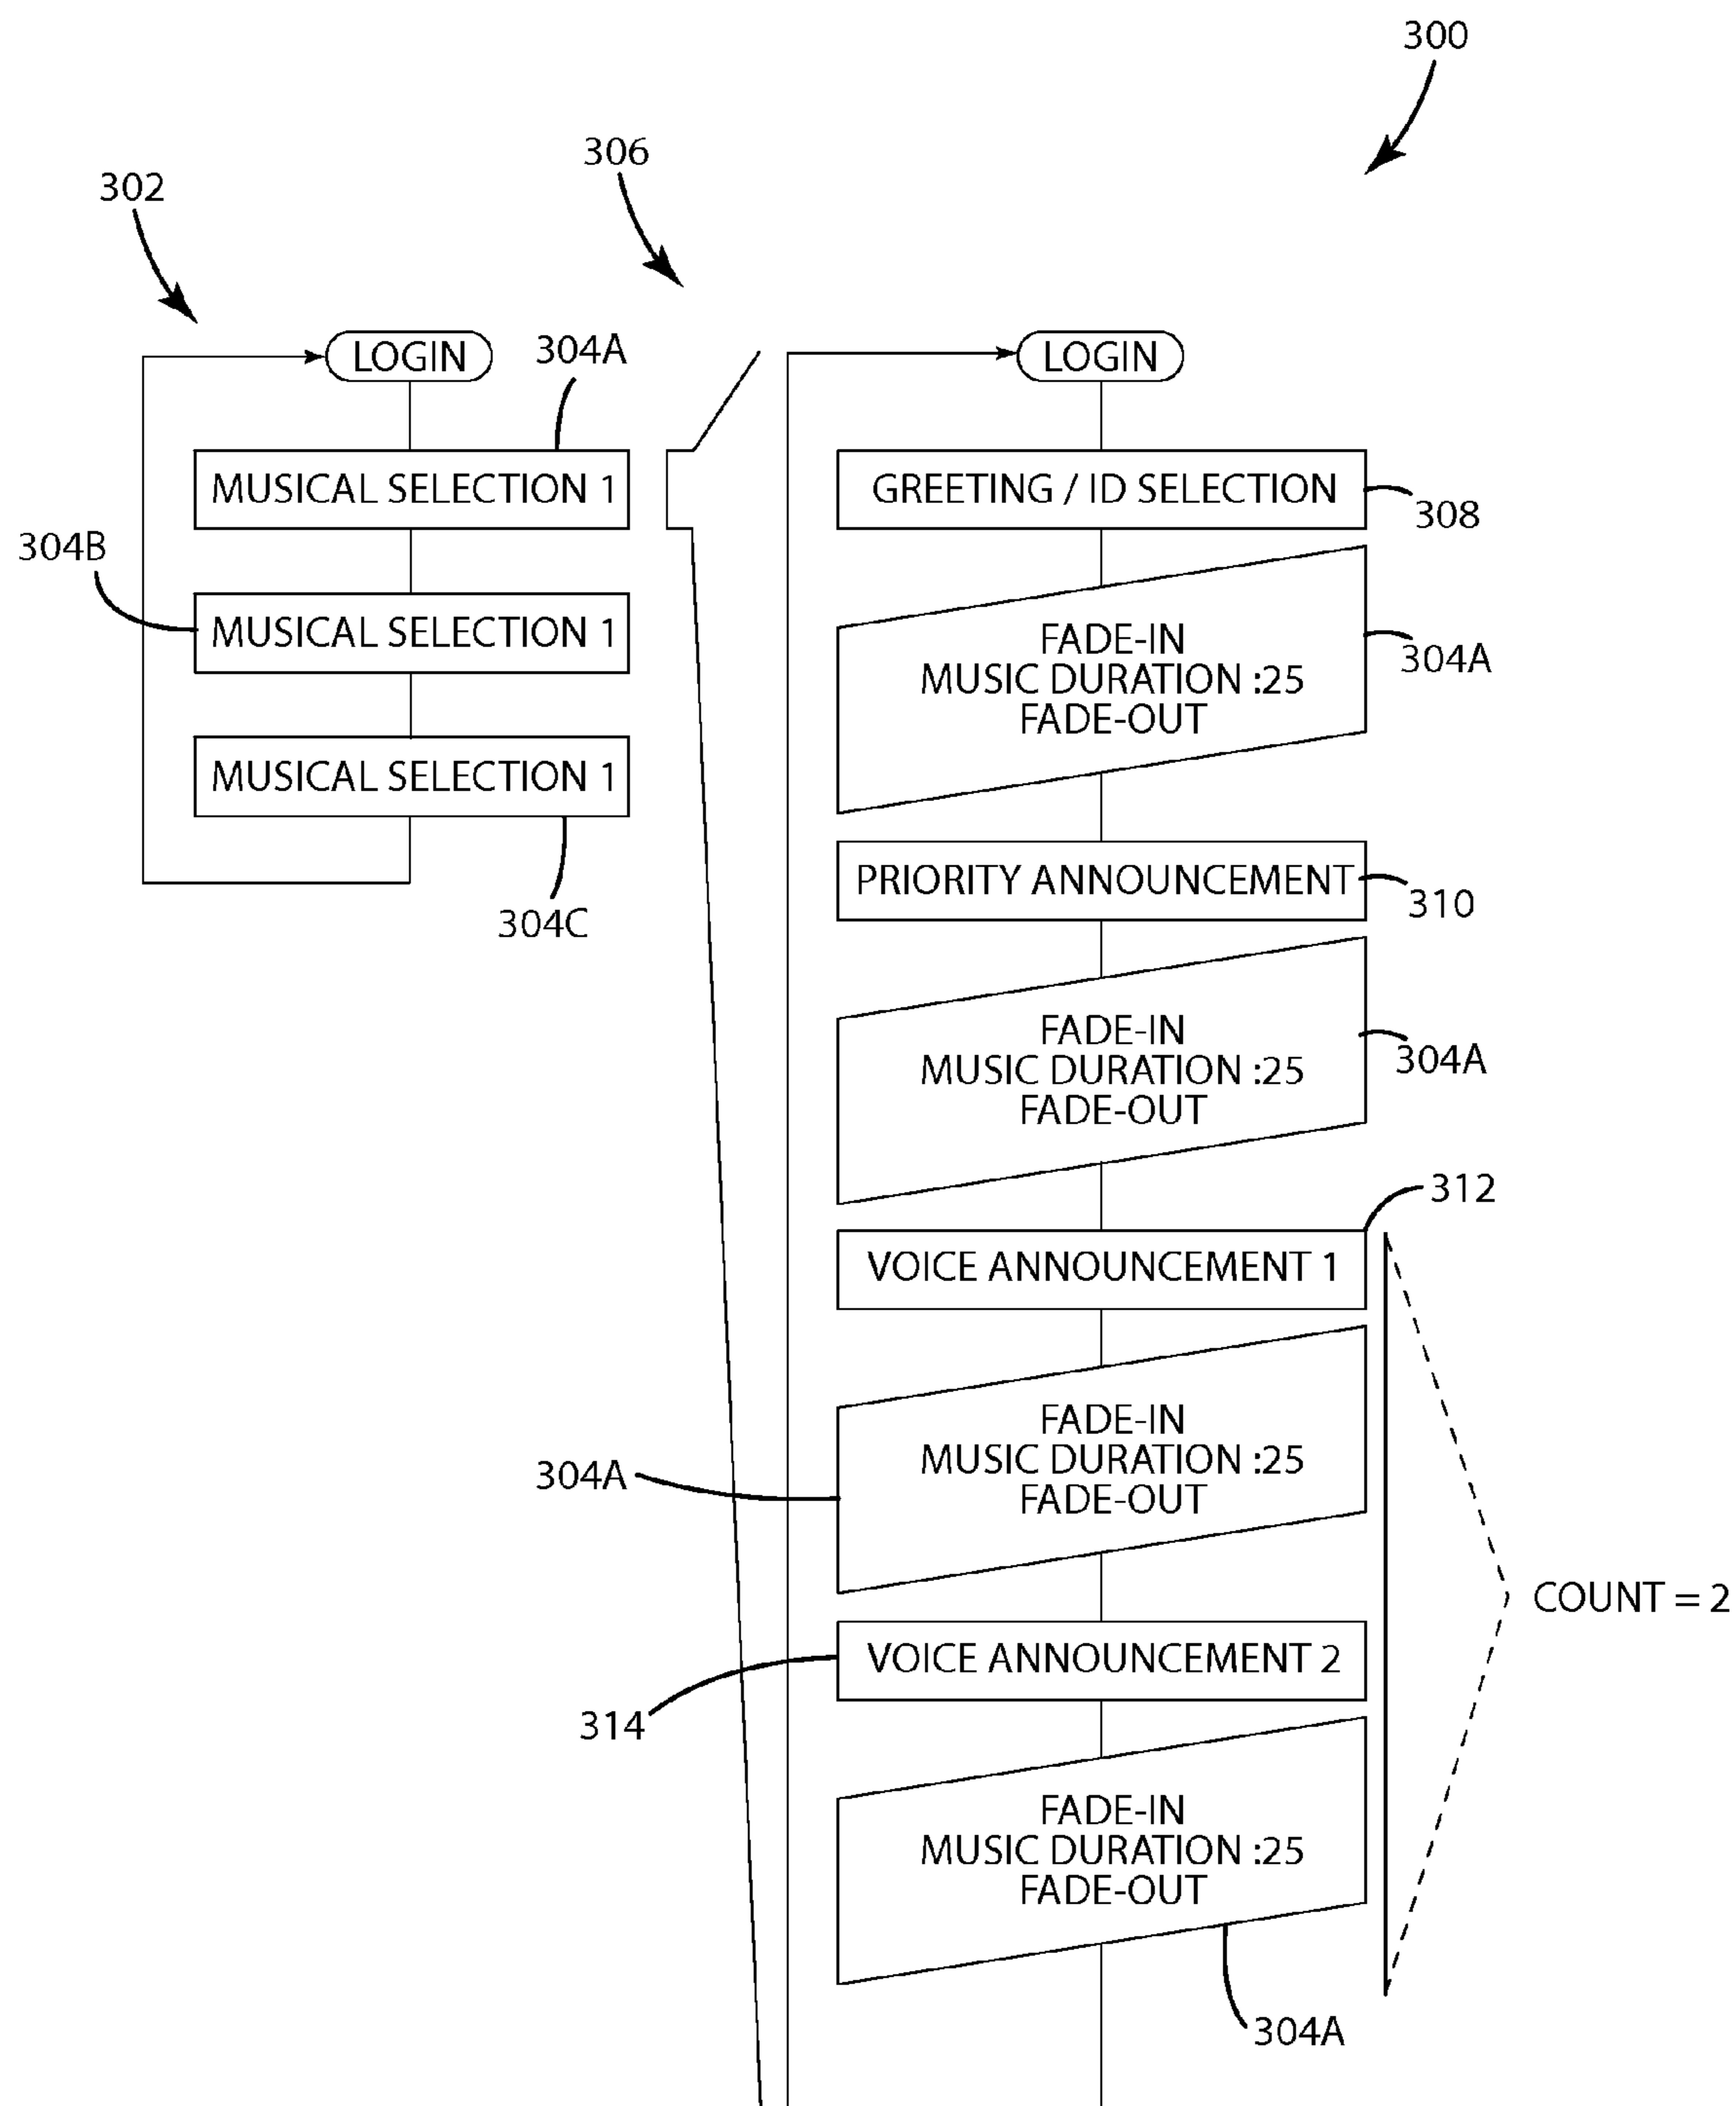 300
306
302
LOGIN
304A
MUSICAL SELECTION 1
304B
MUSICAL SELECTION 1
MUSICAL SELECTION 1
304C
LOGIN
GREETING / ID SELECTION
308
FADE-IN
MUSIC DURATION :25
FADE-OUT
304A
PRIORITY ANNOUNCEMENT
310
FADE-IN
MUSIC DURATION :25
FADE-OUT
304A
312
VOICE ANNOUNCEMENT 1
FADE-IN
MUSIC DURATION :25
FADE-OUT
304A
COUNT = 2
VOICE ANNOUNCEMENT 2
314
FADE-IN
MUSIC DURATION :25
FADE-OUT
304A